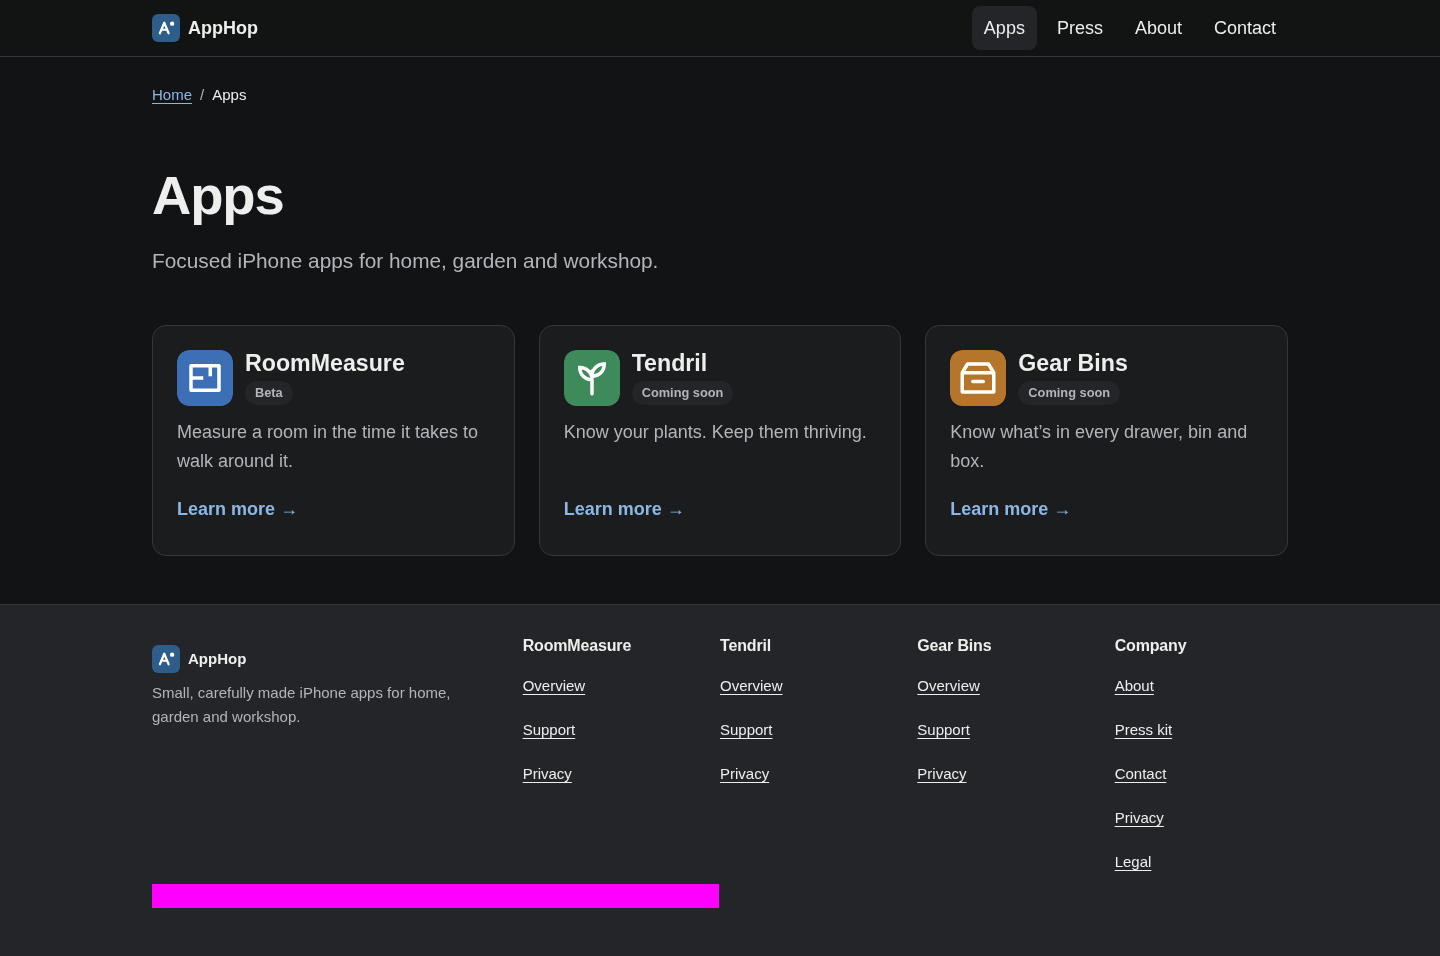 AppHop
Apps
Press
About
Contact
Home / Apps
Apps
Focused iPhone apps for home, garden and workshop.
RoomMeasure
Beta
Measure a room in the time it takes to
walk around it.
Learn more →
Tendril
Coming soon
Know your plants. Keep them thriving.
Learn more →
Gear Bins
Coming soon
Know what’s in every drawer, bin and
box.
Learn more →
AppHop
Small, carefully made iPhone apps for home,
garden and workshop.
RoomMeasure
Overview
Support
Privacy
Tendril
Overview
Support
Privacy
Gear Bins
Overview
Support
Privacy
Company
About
Press kit
Contact
Privacy
Legal